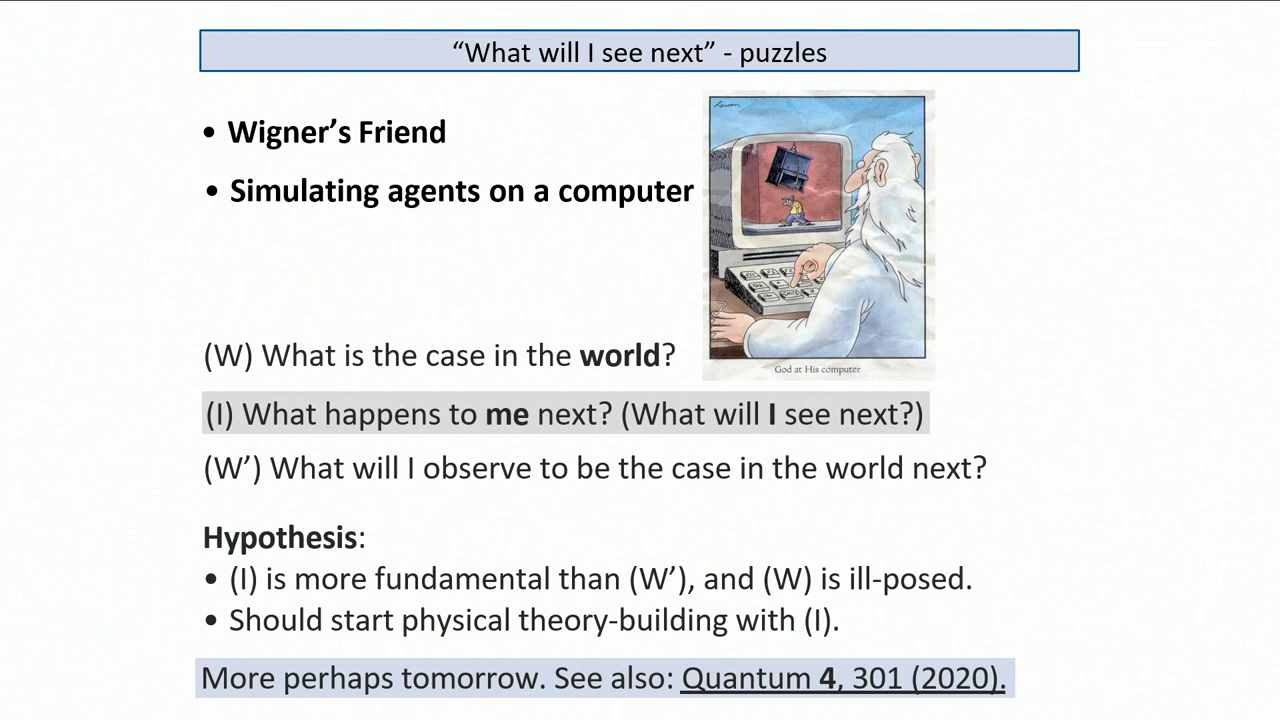 “What will I see next” - puzzles
• Wigner’s Friend
• Simulating agents on a computer
Larson
God at His computer
(W) What is the case in the world?
(I) What happens to me next? (What will I see next?)
(W’) What will I observe to be the case in the world next?
Hypothesis:
• (I) is more fundamental than (W’), and (W) is ill-posed.
• Should start physical theory-building with (I).
More perhaps tomorrow. See also: Quantum 4, 301 (2020).